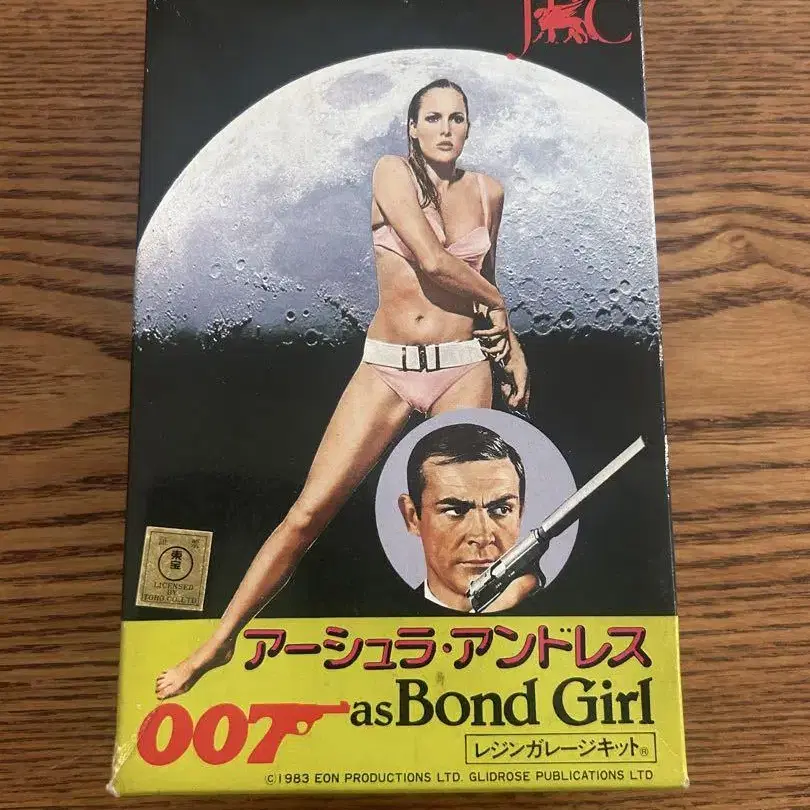 JFC
東宝
LICENSED
BY
TOHO CO.,LTD.
アーシュラ・アンドレス
007 as Bond Girl
レジンガレージキット®
©1983 EON PRODUCTIONS LTD. GLIDROSE PUBLICATIONS LTD